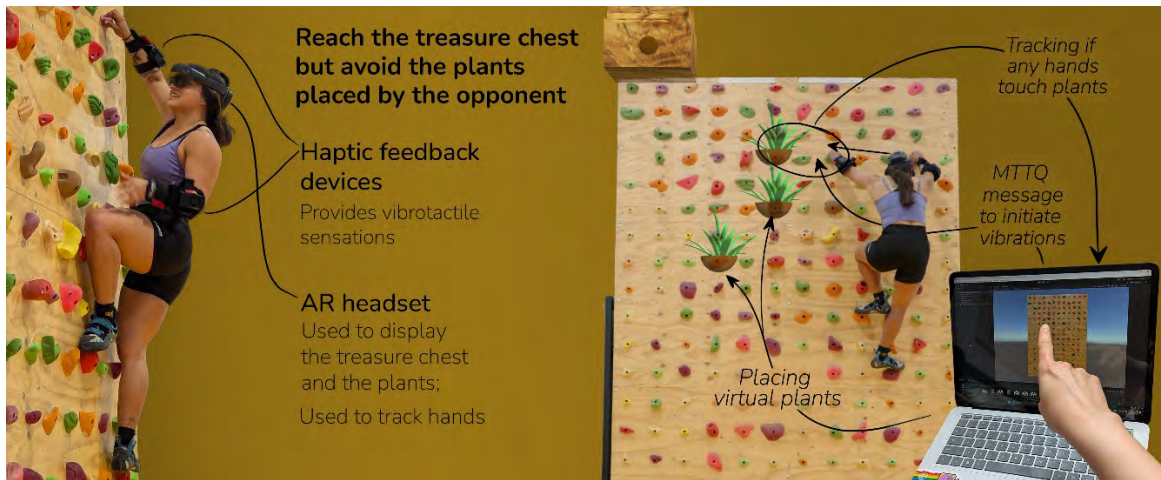 Reach the treasure chest
but avoid the plants
placed by the opponent
Haptic feedback
devices
Provides vibrotactile
sensations
AR headset
Used to display
the treasure chest
and the plants;
Used to track hands
Tracking if
any hands
touch plants
MTTQ
message
to initiate
vibrations
Placing
virtual plants